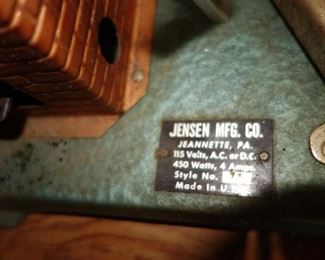 JENSEN MFG. CO.
JEANNETTE, PA.
115 Volts, A.C. or D.C.
450 Watts, 4 Amps.
Style No.
Made in U.S.